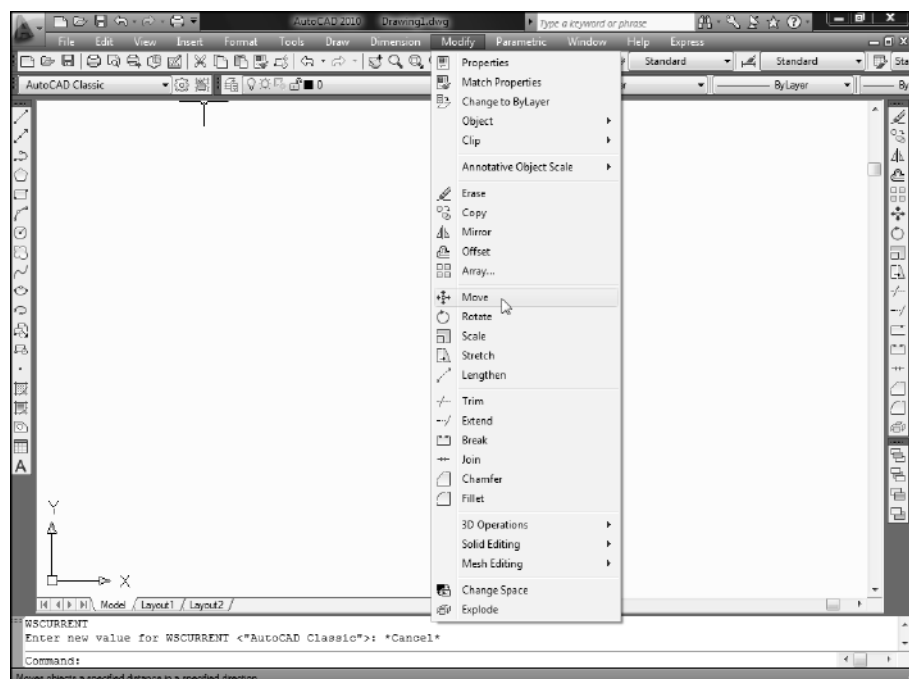 AutoCAD 2010 Drawing1.dwg Type a keyword or phrase
File Edit View Insert Format Tools Draw Dimension Modify Parametric Window Help Express
Standard Standard Sta
AutoCAD Classic 0 ByLayer By
Properties
Match Properties
Change to ByLayer
Object
Clip
Annotative Object Scale
Erase
Copy
Mirror
Offset
Array...
Move
Rotate
Scale
Stretch
Lengthen
Trim
Extend
Break
Join
Chamfer
Fillet
3D Operations
Solid Editing
Mesh Editing
Change Space
Explode
A
Y
X
Model Layout1 Layout2
WSCURRENT
Enter new value for WSCURRENT <"AutoCAD Classic">: *Cancel*
Command:
Moves objects a specified distance in a specified direction